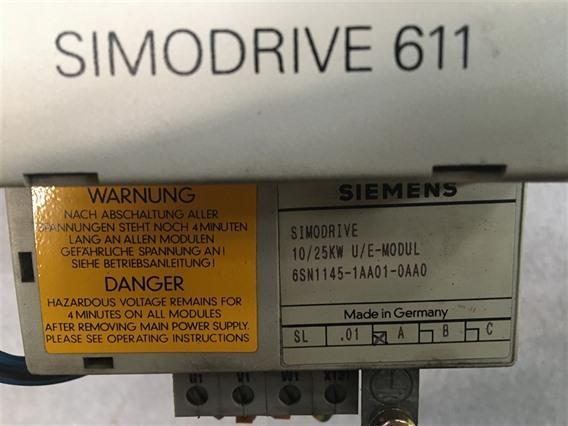 SIMODRIVE 611
WARNUNG
NACH ABSCHALTUNG ALLER
SPANNUNGEN STEHT NOCH 4 MINUTEN
LANG AN ALLEN MODULEN
GEFÄHRLICHE SPANNUNG AN!
SIEHE BETRIEBSANLEITUNG!
DANGER
HAZARDOUS VOLTAGE REMAINS FOR
4 MINUTES ON ALL MODULES
AFTER REMOVING MAIN POWER SUPPLY.
PLEASE SEE OPERATING INSTRUCTIONS
SIEMENS
SIMODRIVE
10/25KW U/E-MODUL
6SN1145-1AA01-0AA0
Made in Germany
SL .01 A B C
U1 V1 W1 X131